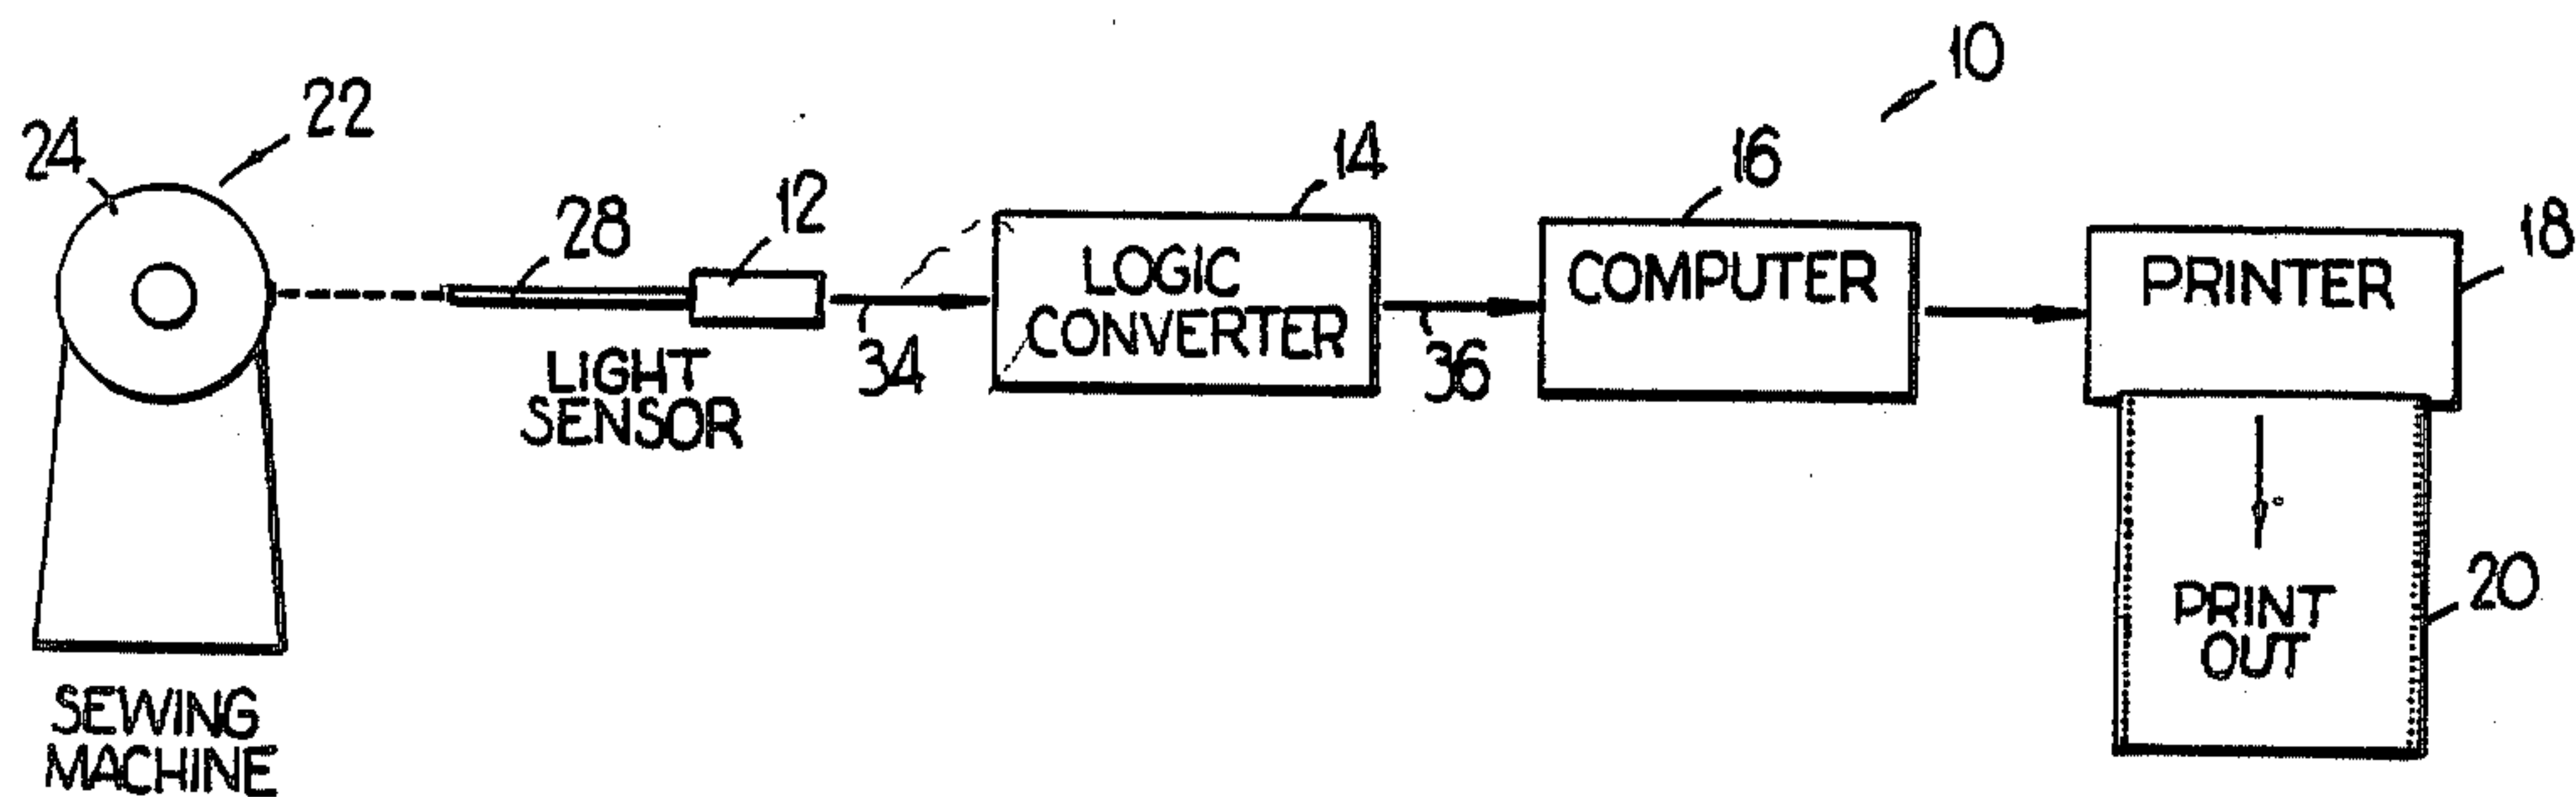 10
22
24
14
16
12
28
18
LOGIC
CONVERTER
COMPUTER
PRINTER
34
36
LIGHT
SENSOR
20
PRINT
OUT
SEWING
MACHINE